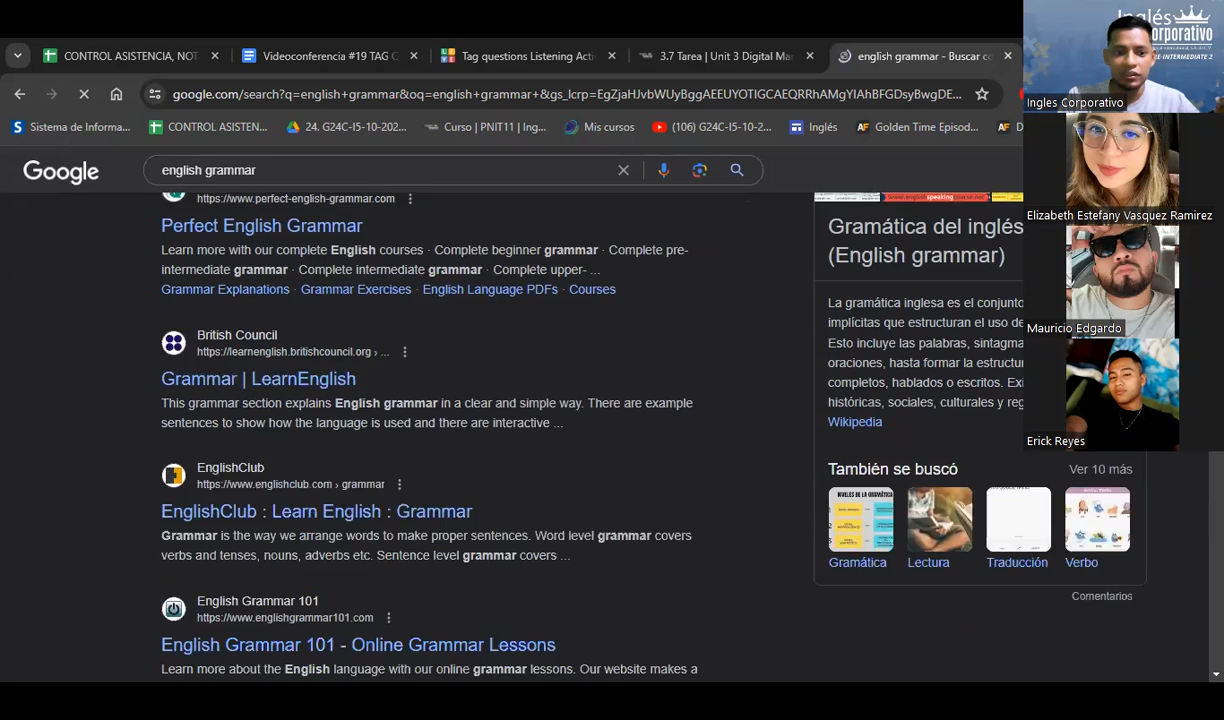 Inglés
Corporativo
PRE-INTERMEDIATE 2
CONTROL ASISTENCIA, NOT
Videoconferencia #19 TAG C
Tag questions Listening Acti
3.7 Tarea | Unit 3 Digital Ma
english grammar - Buscar co
google.com/search?q=english+grammar&oq=english+grammar+&gs_lcrp=EgZjaHJvbWUyBggAEEUYOTIGCAEQRRhAMgYIAhBFGDsyBwgDE...
Ingles Corporativo
Sistema de Informa...
CONTROL ASISTEN...
24. G24C-I5-10-202...
Curso | PNIT11 | Ing...
Mis cursos
(106) G24C-I5-10-2...
Inglés
Golden Time Episod...
Google
english grammar
https://www.perfect-english-grammar.com
Perfect English Grammar
Learn more with our complete English courses · Complete beginner grammar · Complete pre-
intermediate grammar · Complete intermediate grammar · Complete upper- ...
Grammar Explanations · Grammar Exercises · English Language PDFs · Courses
British Council
https://learnenglish.britishcouncil.org › ...
Grammar | LearnEnglish
This grammar section explains English grammar in a clear and simple way. There are example
sentences to show how the language is used and there are interactive ...
EnglishClub
https://www.englishclub.com › grammar
EnglishClub : Learn English : Grammar
Grammar is the way we arrange words to make proper sentences. Word level grammar covers
verbs and tenses, nouns, adverbs etc. Sentence level grammar covers ...
English Grammar 101
https://www.englishgrammar101.com
English Grammar 101 - Online Grammar Lessons
Learn more about the English language with our online grammar lessons. Our website makes a
Gramática del inglés
(English grammar)
La gramática inglesa es el conjunto
implícitas que estructuran el uso de
Esto incluye las palabras, sintagma
oraciones, hasta formar la estructur
completos, hablados o escritos. Exi
históricas, sociales, culturales y reg
Wikipedia
También se buscó
Ver 10 más
Gramática
Lectura
Traducción
Verbo
Comentarios
Elizabeth Estefany Vasquez Ramirez
Mauricio Edgardo
Erick Reyes